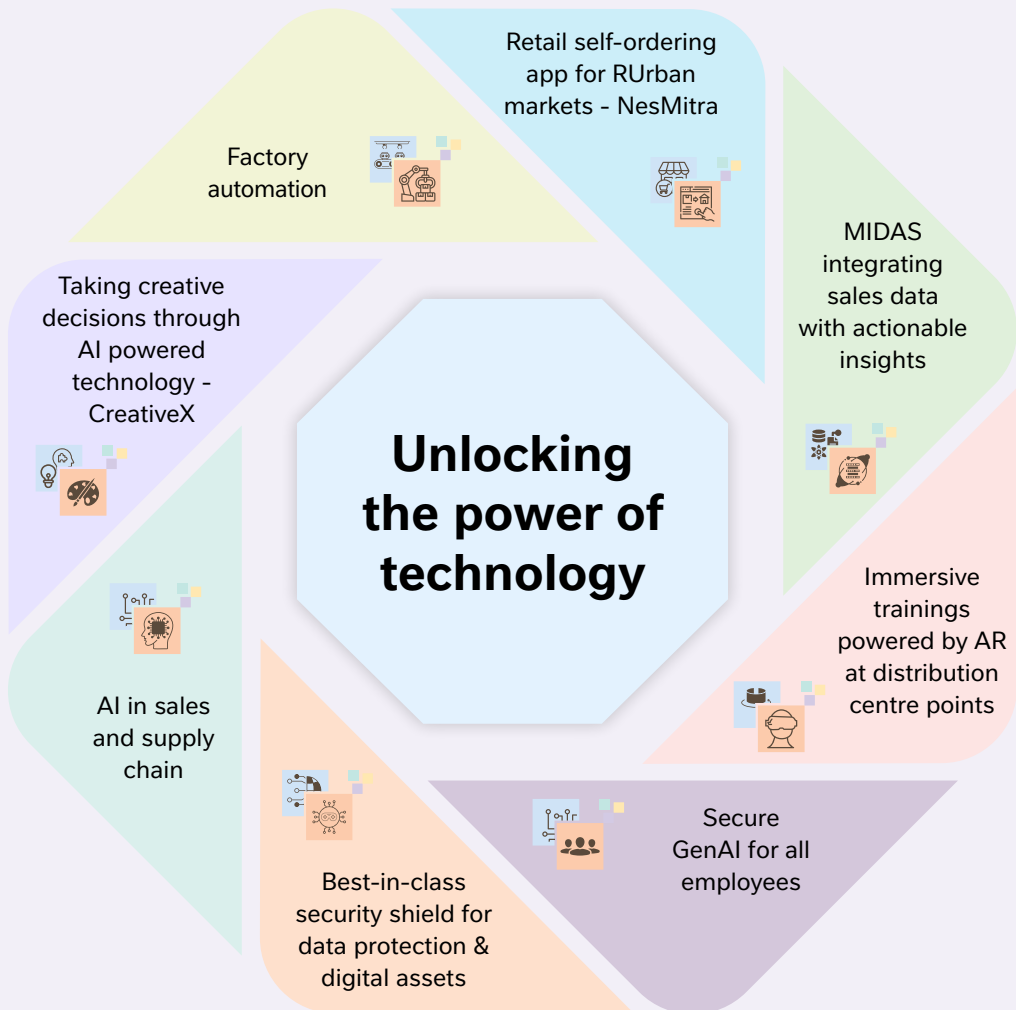 Retail self-ordering
app for RUrban
markets - NesMitra
Factory
automation
MIDAS
integrating
sales data
with actionable
insights
Taking creative
decisions through
AI powered
technology -
CreativeX
Unlocking
the power of
technology
Immersive
trainings
powered by AR
at distribution
centre points
AI in sales
and supply
chain
Secure
GenAI for all
employees
Best-in-class
security shield for
data protection &
digital assets